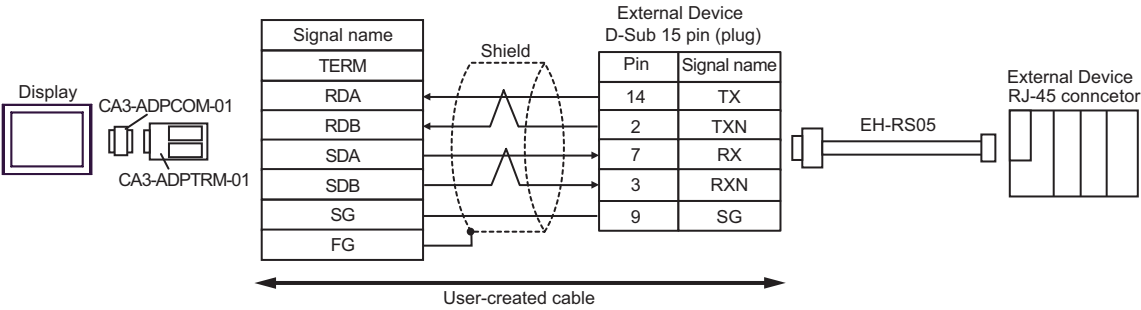 Display
CA3-ADPCOM-01
CA3-ADPTRM-01
Signal name
TERM
RDA
RDB
SDA
SDB
SG
FG
Shield
External Device
D-Sub 15 pin (plug)
Pin Signal name
14 TX
2 TXN
7 RX
3 RXN
9 SG
EH-RS05
External Device
RJ-45 conncetor
User-created cable